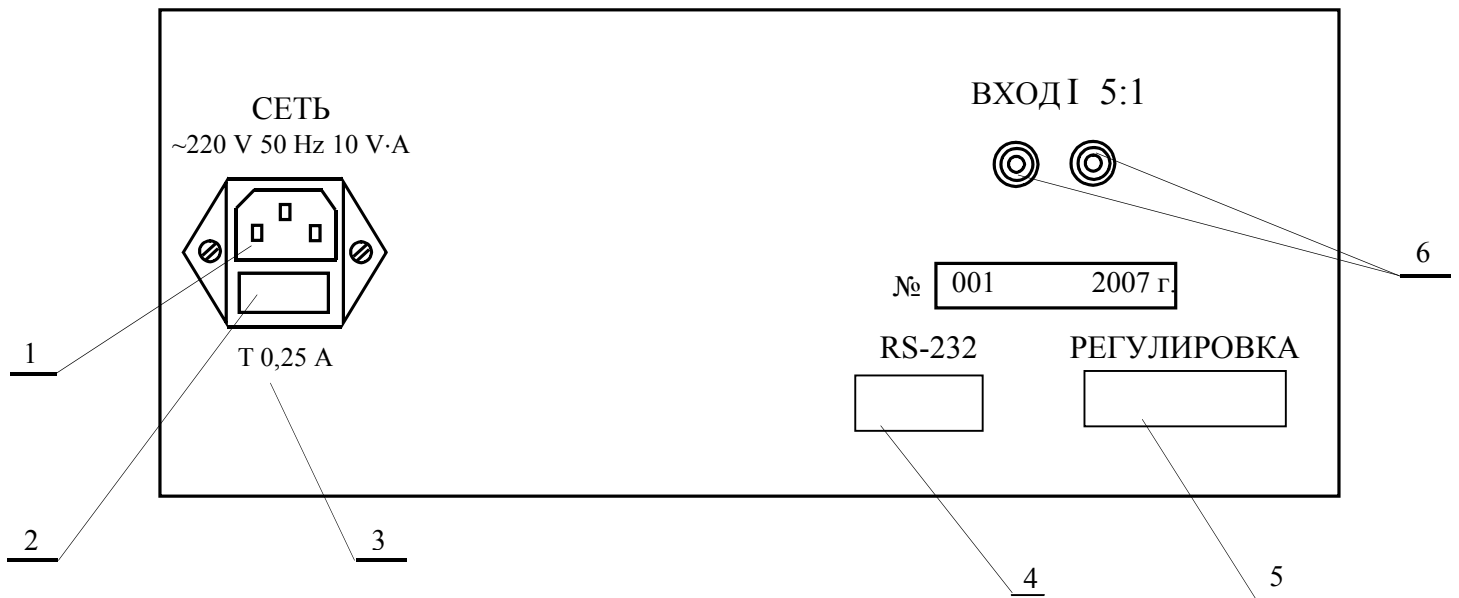 СЕТЬ
~220 V 50 Hz 10 V·A
T 0,25 A
ВХОД I 5:1
№ 001 2007 г.
RS-232
РЕГУЛИРОВКА
1
2
3
4
5
6